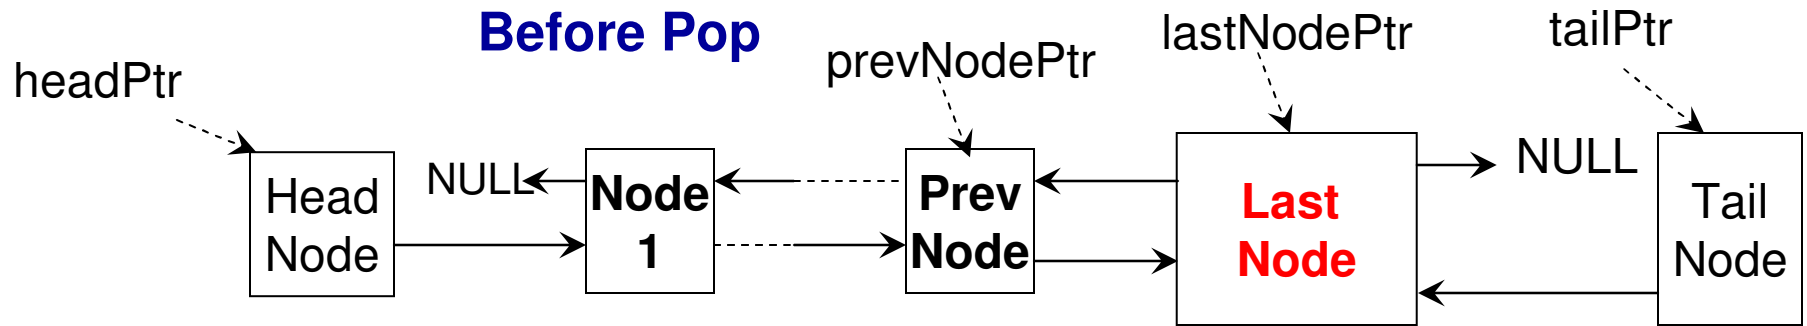 Before Pop
headPtr
prevNodePtr
lastNodePtr
tailPtr
Head
Node
NULL
Node
1
Prev
Node
Last
Node
NULL
Tail
Node